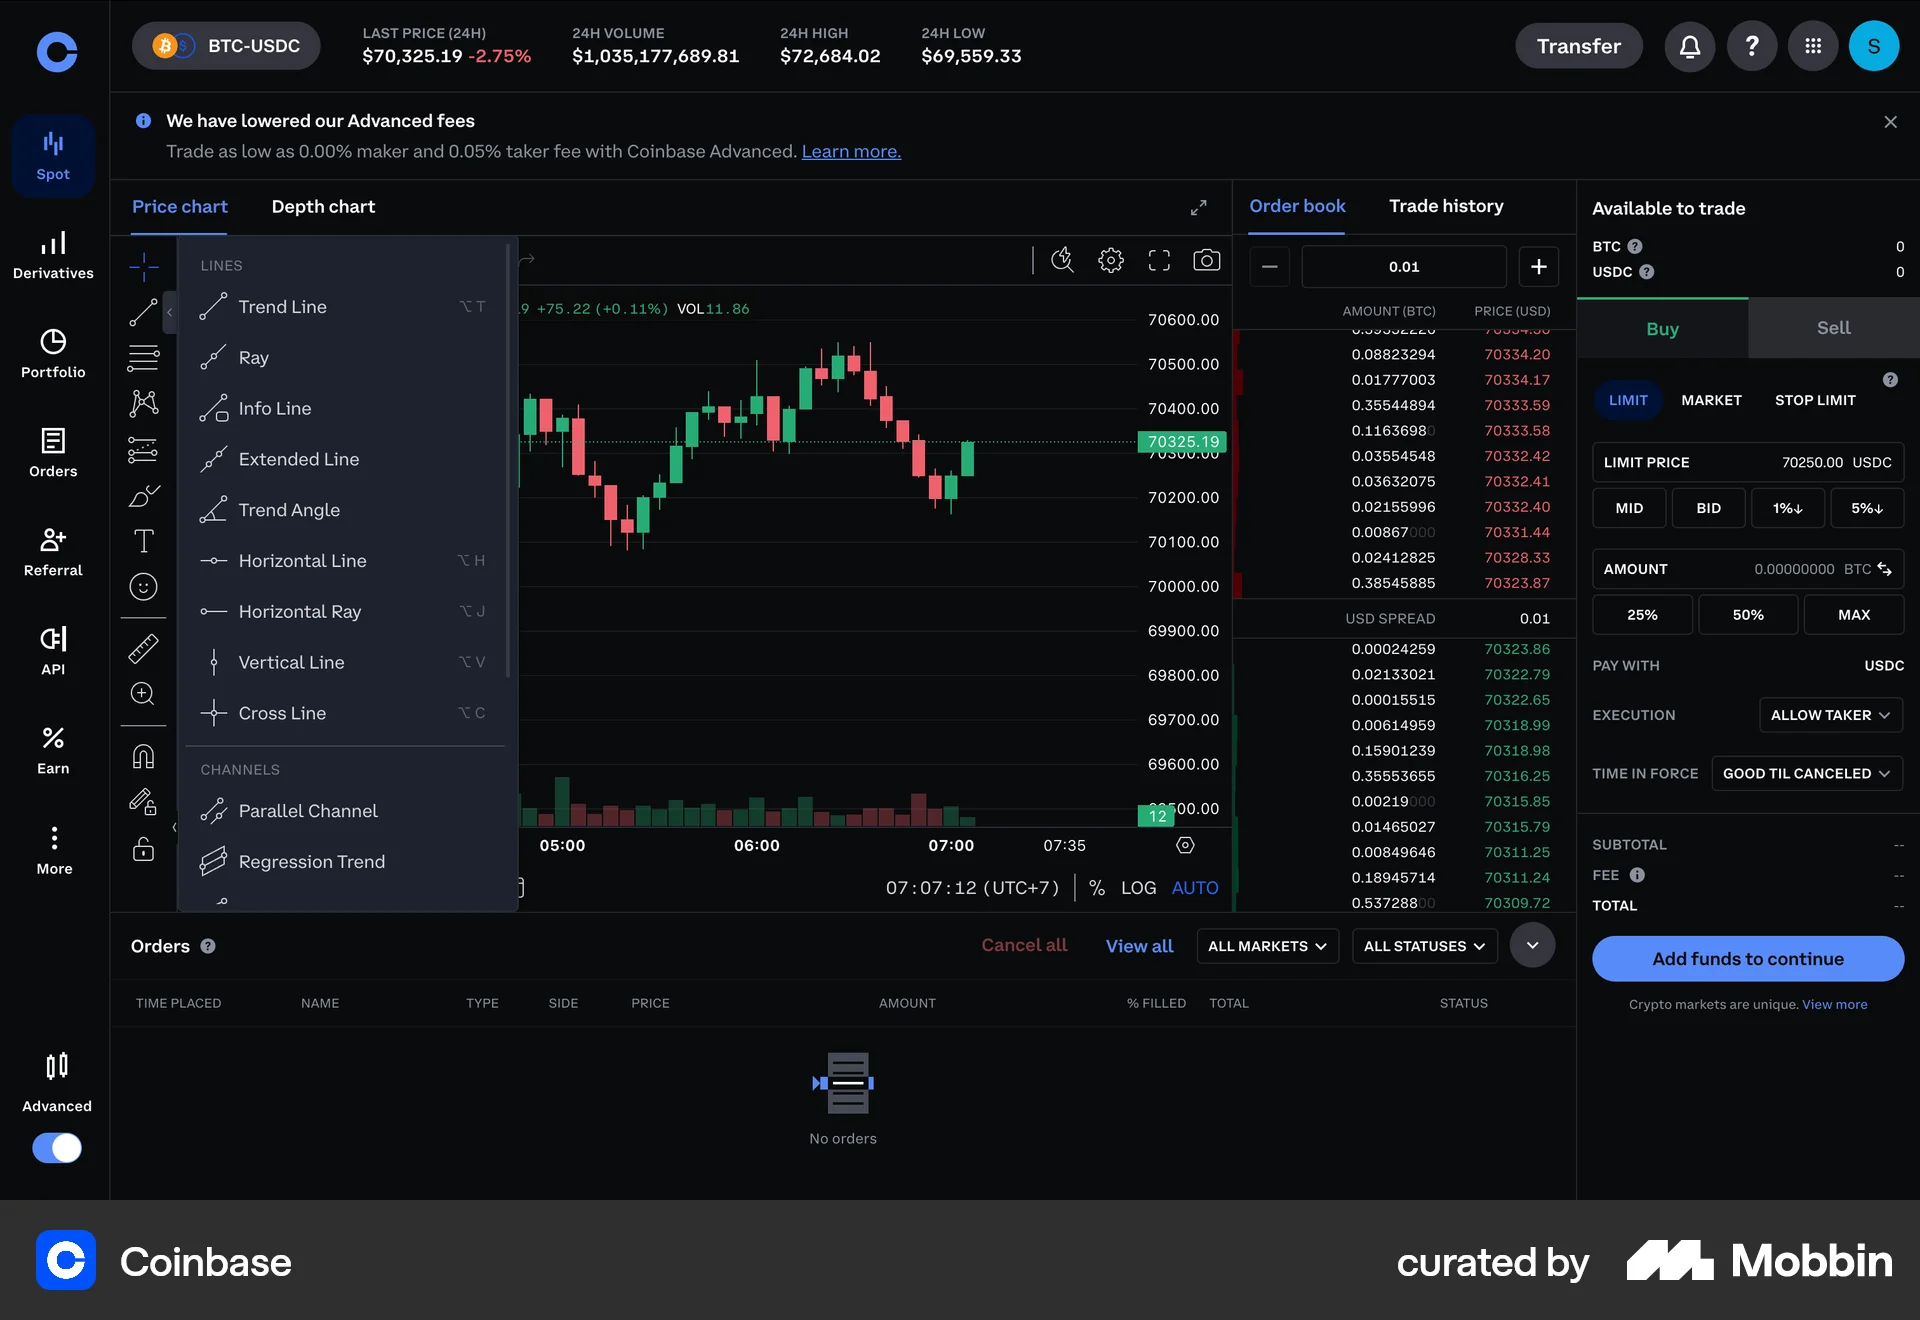 BTC-USDC
LAST PRICE (24H)
$70,325.19 -2.75%
24H VOLUME
$1,035,177,689.81
24H HIGH
$72,684.02
24H LOW
$69,559.33
Transfer
S
We have lowered our Advanced fees
Trade as low as 0.00% maker and 0.05% taker fee with Coinbase Advanced. Learn more.
Spot
Derivatives
Portfolio
Orders
Referral
API
Earn
More
Advanced
Price chart
Depth chart
LINES
Trend Line ⌥ T
Ray
Info Line
Extended Line
Trend Angle
Horizontal Line ⌥ H
Horizontal Ray ⌥ J
Vertical Line ⌥ V
Cross Line ⌥ C
CHANNELS
Parallel Channel
Regression Trend
9 +75.22 (+0.11%) VOL11.86
70600.00
70500.00
70400.00
70325.19
70300.00
70200.00
70100.00
70000.00
69900.00
69800.00
69700.00
69600.00
12
05:00
06:00
07:00
07:35
07:07:12 (UTC+7)
%
LOG
AUTO
Order book
Trade history
0.01
AMOUNT (BTC) PRICE (USD)
0.08823294 70334.20
0.01777003 70334.17
0.35544894 70333.59
0.11636980 70333.58
0.03554548 70332.42
0.03632075 70332.41
0.02155996 70332.40
0.00867000 70331.44
0.02412825 70328.33
0.38545885 70323.87
USD SPREAD 0.01
0.00024259 70323.86
0.02133021 70322.79
0.00015515 70322.65
0.00614959 70318.99
0.15901239 70318.98
0.35553655 70316.25
0.00219000 70315.85
0.01465027 70315.79
0.00849646 70311.25
0.18945714 70311.24
0.53728800 70309.72
Available to trade
BTC 0
USDC 0
Buy
Sell
LIMIT
MARKET
STOP LIMIT
LIMIT PRICE 70250.00 USDC
MID
BID
1%↓
5%↓
AMOUNT 0.00000000 BTC
25%
50%
MAX
PAY WITH USDC
EXECUTION ALLOW TAKER
TIME IN FORCE GOOD TIL CANCELED
SUBTOTAL --
FEE --
TOTAL --
Add funds to continue
Crypto markets are unique. View more
Orders
Cancel all
View all
ALL MARKETS
ALL STATUSES
TIME PLACED NAME TYPE SIDE PRICE AMOUNT % FILLED TOTAL STATUS
No orders
Coinbase
curated by Mobbin